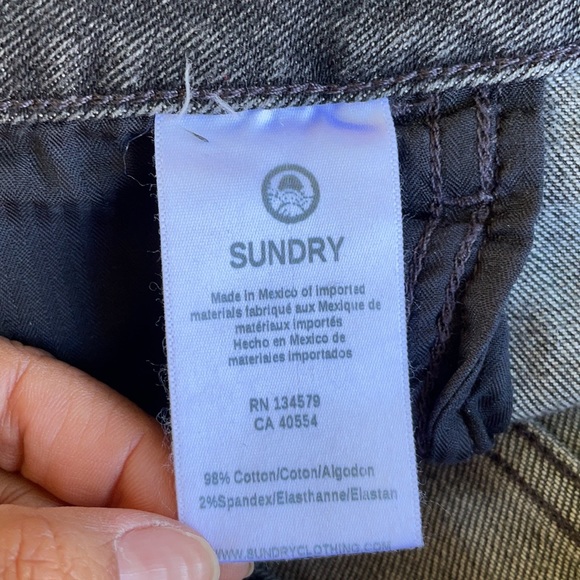 SUNDRY
Made in Mexico of imported
materials fabriqué aux Mexique de
matériaux importés
Hecho en Mexico de
materiales importados
RN 134579
CA 40554
98% Cotton/Coton/Algodon
2%Spandex/Elasthanne/Elastan
WWW.SUNDRYCLOTHING.COM